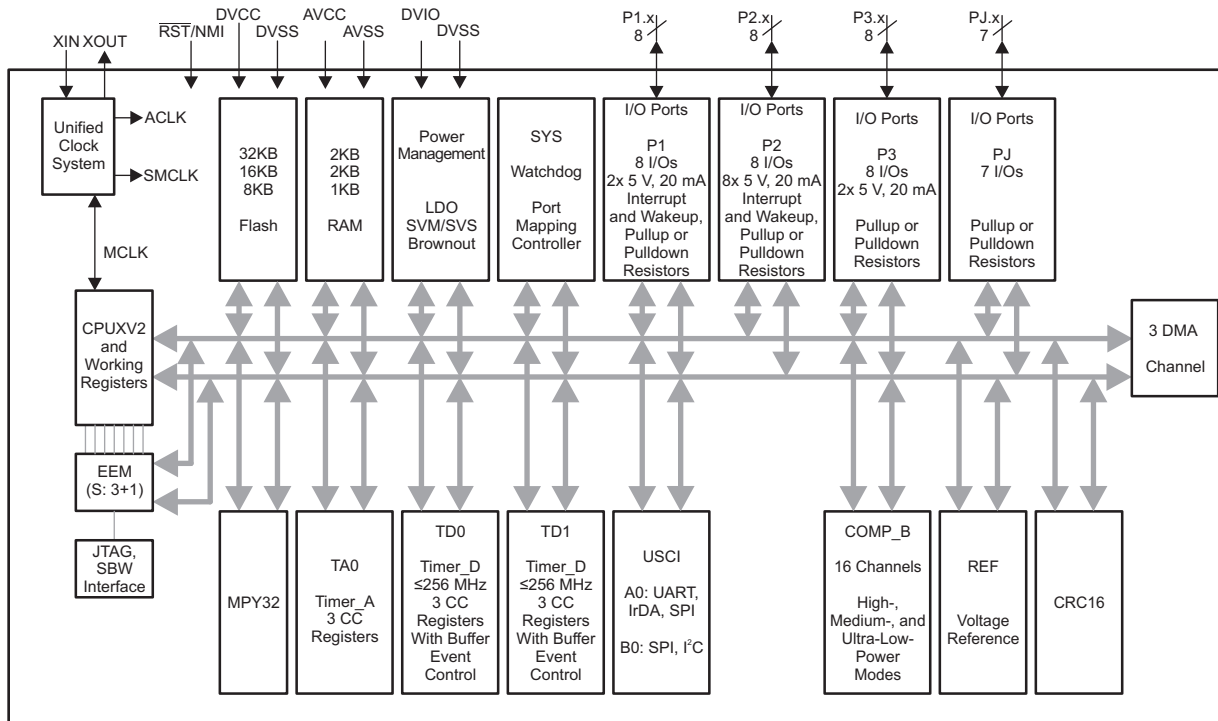 DVCC
AVCC
DVIO
P1.x
P2.x
P3.x
PJ.x
XIN XOUT
RST/NMI
DVSS
AVSS
DVSS
8
8
8
7
Unified
Clock
System
ACLK
SMCLK
MCLK
32KB
16KB
8KB
Flash
2KB
2KB
1KB
RAM
Power
Management
LDO
SVM/SVS
Brownout
SYS
Watchdog
Port
Mapping
Controller
I/O Ports
P1
8 I/Os
2x 5 V, 20 mA
Interrupt
and Wakeup,
Pullup or
Pulldown
Resistors
I/O Ports
P2
8 I/Os
8x 5 V, 20 mA
Interrupt
and Wakeup,
Pullup or
Pulldown
Resistors
I/O Ports
P3
8 I/Os
2x 5 V, 20 mA
Pullup or
Pulldown
Resistors
I/O Ports
PJ
7 I/Os
Pullup or
Pulldown
Resistors
CPUXV2
and
Working
Registers
3 DMA
Channel
EEM
(S: 3+1)
JTAG,
SBW
Interface
MPY32
TA0
Timer_A
3 CC
Registers
TD0
Timer_D
≤256 MHz
3 CC
Registers
With Buffer
Event
Control
TD1
Timer_D
≤256 MHz
3 CC
Registers
With Buffer
Event
Control
USCI
A0: UART,
IrDA, SPI
B0: SPI, I²C
COMP_B
16 Channels
High-,
Medium-, and
Ultra-Low-
Power
Modes
REF
Voltage
Reference
CRC16